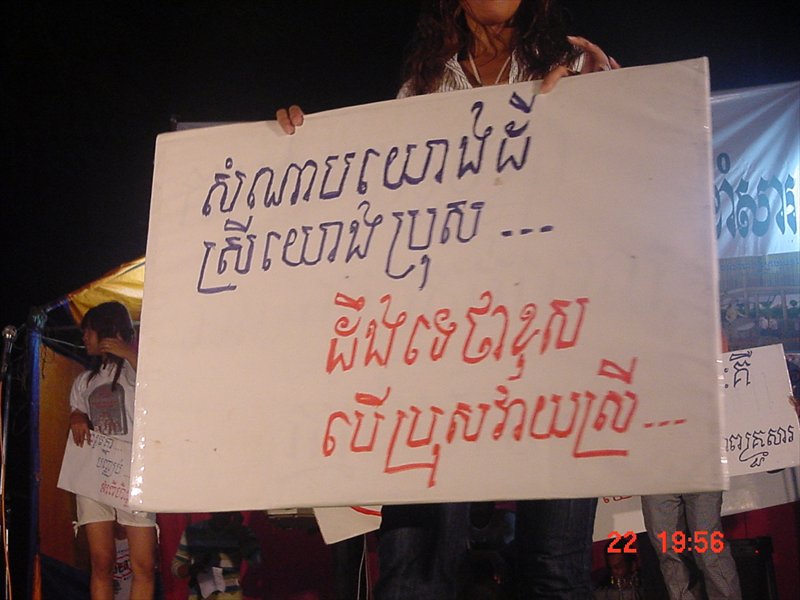 សំណាបយោងដី
ស្រីយោងប្រុស ...
ដឹងទេថាខុស
បើប្រុសវាយស្រី ...
22 19:56